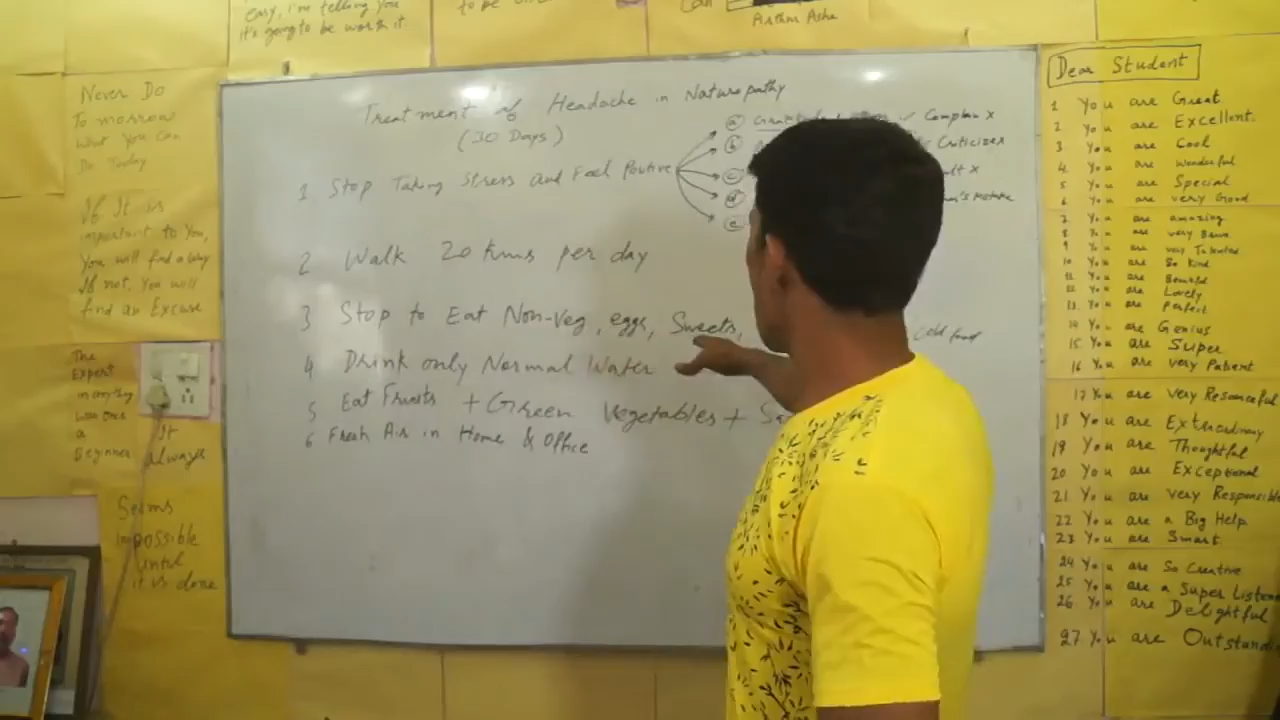 easy, I'm telling you
it's going to be worth it
to be
Can
Arthur Ashe
Never Do
Tomorrow
What You Can
Do Today
If It is
important to You,
You will find a Way
If not, You will
find an Excuse
The
Expert
in anything
was once
a
Beginner
It
always
Seems
impossible
until
it is done
Treatment of Headache in Naturopathy
(30 Days)
1 Stop Taking Stress and Feel Positive
a Complain x
b Criticize x
c x
d
e
2 Walk 20 kms per day
3 Stop to Eat Non-Veg, eggs, Sweets, Cold food
4 Drink only Normal Water
5 Eat Fruits + Green Vegetables +
6 Fresh Air in Home & Office
Dear Student
1 You are Great
2 You are Excellent
3 You are Cool
4 You are Wonderful
5 You are Special
6 You are very Good
7 You are amazing
8 You are very Brave
9 You are very Talented
10 You are So Kind
11 You are Beautiful
12 You are Lovely
13 You are Perfect
14 You are Genius
15 You are Super
16 You are very Patient
17 You are very Resourceful
18 You are Extraordinary
19 You are Thoughtful
20 You are Exceptional
21 You are very Responsible
22 You are a Big Help
23 You are Smart
24 You are So Creative
25 You are a Super Listen
26 You are Delightful
27 You are Outstandin